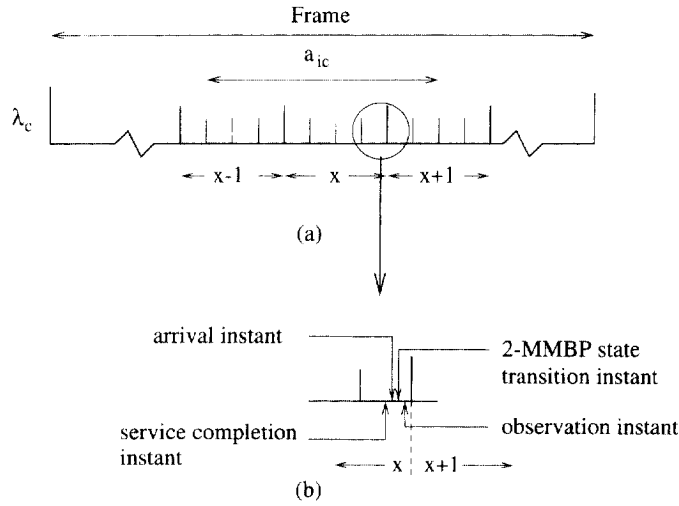 Frame
a_ic
λ_c
x-1 x x+1
(a)
arrival instant
2-MMBP state
transition instant
service completion
instant
observation instant
x x+1
(b)